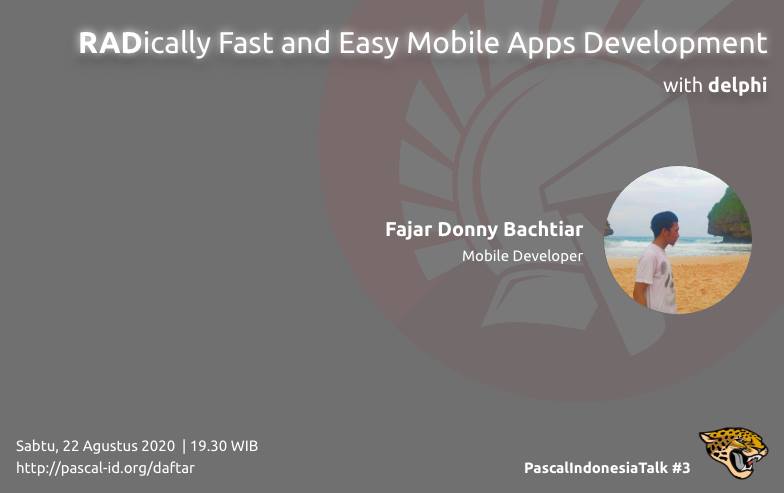 RADically Fast and Easy Mobile Apps Development
with delphi
Fajar Donny Bachtiar
Mobile Developer
Sabtu, 22 Agustus 2020 | 19.30 WIB
http://pascal-id.org/daftar
PascalIndonesiaTalk #3